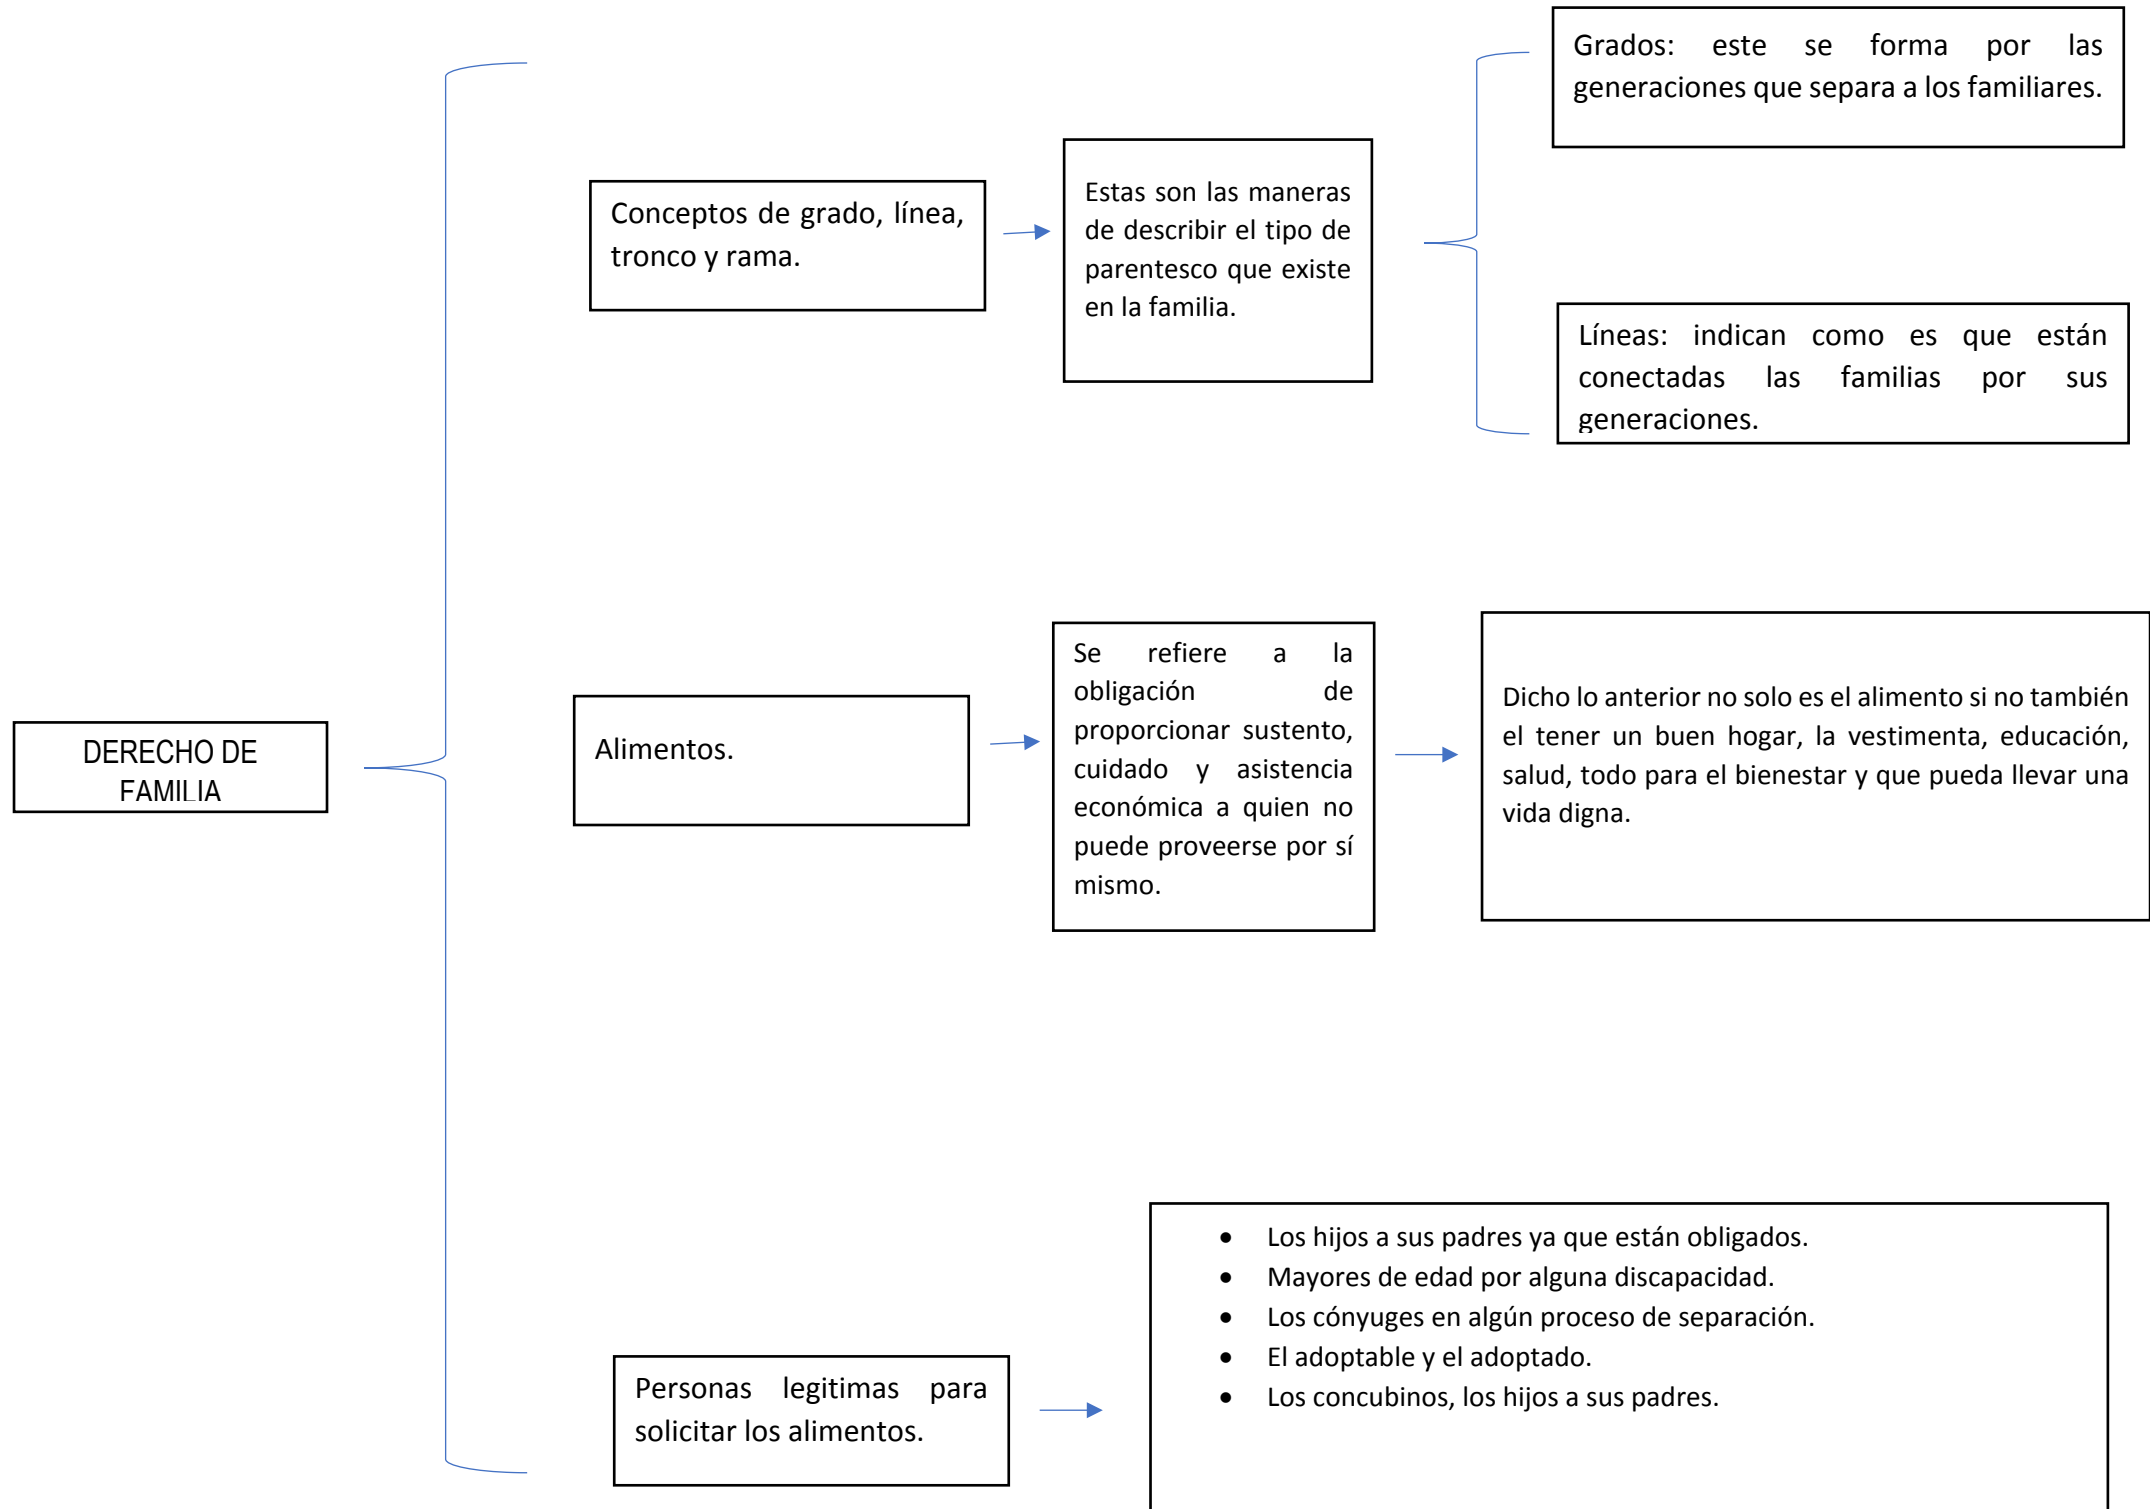 DERECHO DE
FAMILIA
Conceptos de grado, línea,
tronco y rama.
Estas son las maneras
de describir el tipo de
parentesco que existe
en la familia.
Grados: este se forma por las
generaciones que separa a los familiares.
Líneas: indican como es que están
conectadas las familias por sus
generaciones.
Alimentos.
Se refiere a la
obligación de
proporcionar sustento,
cuidado y asistencia
económica a quien no
puede proveerse por sí
mismo.
Dicho lo anterior no solo es el alimento si no también
el tener un buen hogar, la vestimenta, educación,
salud, todo para el bienestar y que pueda llevar una
vida digna.
Personas legitimas para
solicitar los alimentos.
• Los hijos a sus padres ya que están obligados.
• Mayores de edad por alguna discapacidad.
• Los cónyuges en algún proceso de separación.
• El adoptable y el adoptado.
• Los concubinos, los hijos a sus padres.